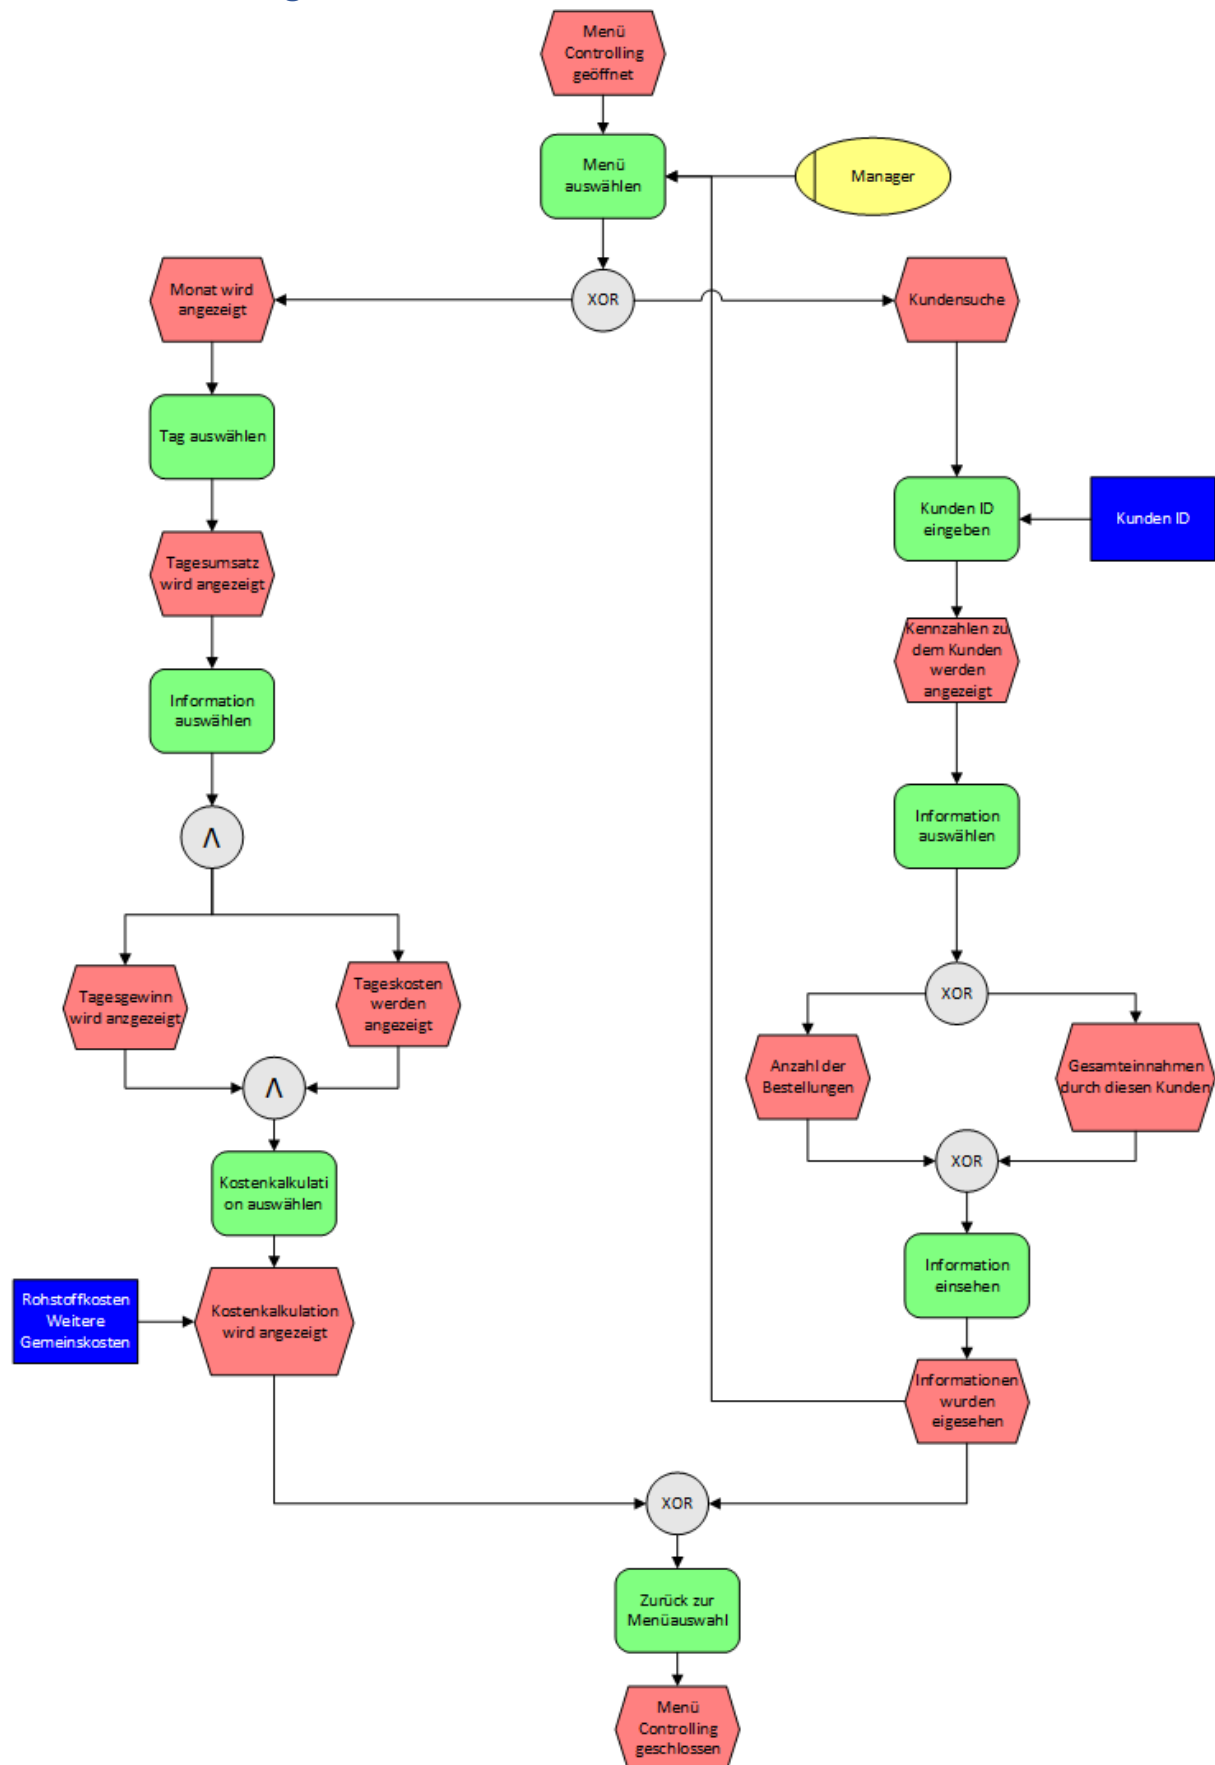 Menü
Controlling
geöffnet
Menü
auswählen
Manager
Monat wird
angezeigt
XOR
Kundensuche
Tag auswählen
Kunden ID
eingeben
Kunden ID
Tagesumsatz
wird angezeigt
Kennzahlen zu
dem Kunden
werden
angezeigt
Information
auswählen
Information
auswählen
Λ
Tagesgewinn
wird anzgezeigt
Tageskosten
werden
angezeigt
XOR
Anzahl der
Bestellungen
Gesamteinnahmen
durch diesen Kunden
Λ
XOR
Kostenkalkulati
on auswählen
Information
einsehen
Rohstoffkosten
Weitere
Gemeinskosten
Kostenkalkulation
wird angezeigt
Informationen
wurden
eigesehen
XOR
Zurück zur
Menüauswahl
Menü
Controlling
geschlossen